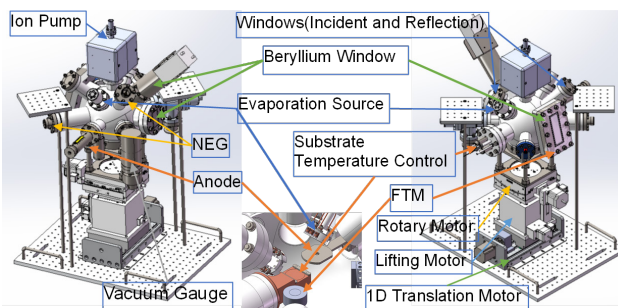 Ion Pump
Windows(Incident and Reflection)
Beryllium Window
Evaporation Source
NEG
Substrate
Temperature Control
Anode
FTM
Rotary Motor
Lifting Motor
Vacuum Gauge
1D Translation Motor